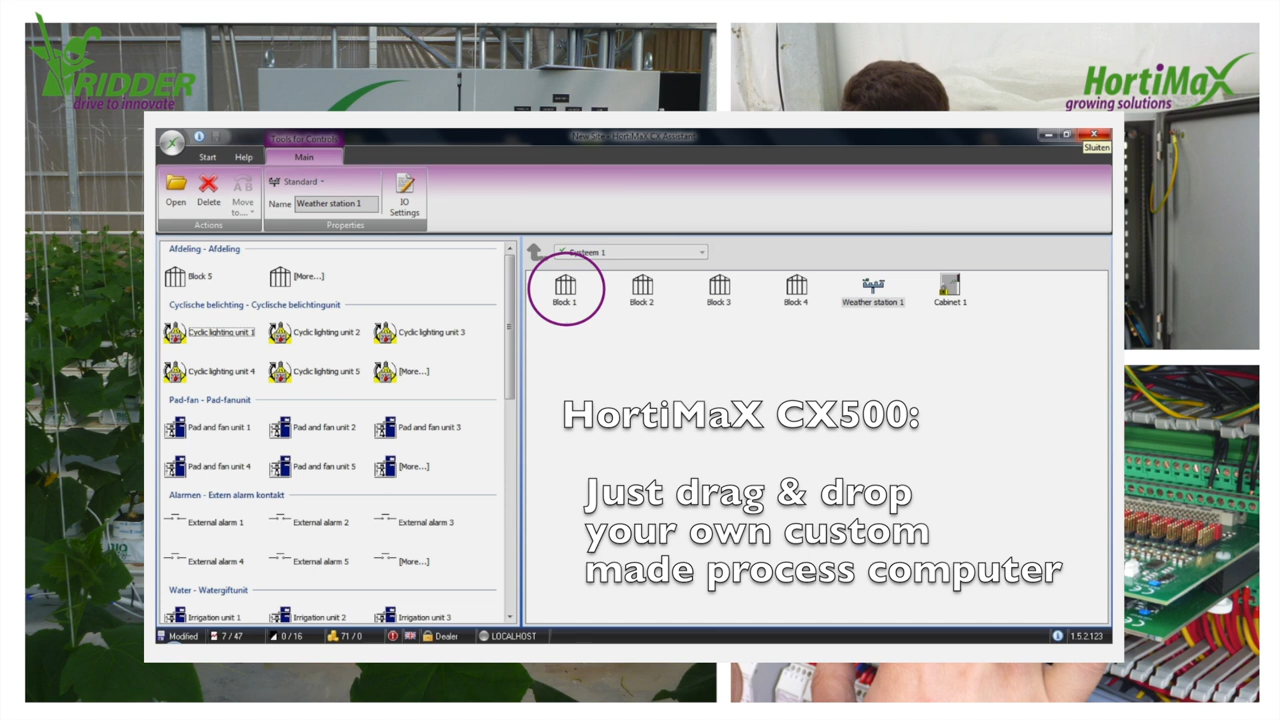 RIDDER
drive to innovate
HortiMaX
growing solutions
Tools for Controls
New Site - HortiMaX CX Assistant
Sluiten
Start Help Main
Open Delete Move to.... A B
Standard
Name Weather station 1
IO Settings
Actions Properties
Afdeling - Afdeling
Block 5 [More...]
Cyclische belichting - Cyclische belichtingunit
Cyclic lighting unit 1 Cyclic lighting unit 2 Cyclic lighting unit 3
Cyclic lighting unit 4 Cyclic lighting unit 5 [More...]
Pad-fan - Pad-fanunit
Pad and fan unit 1 Pad and fan unit 2 Pad and fan unit 3
Pad and fan unit 4 Pad and fan unit 5 [More...]
Alarmen - Extern alarm kontakt
External alarm 1 External alarm 2 External alarm 3
External alarm 4 External alarm 5 [More...]
Water - Watergiftunit
Irrigation unit 1 Irrigation unit 2 Irrigation unit 3
Systeem 1
Block 1 Block 2 Block 3 Block 4 Weather station 1 Cabinet 1
HortiMaX CX500:
Just drag & drop
your own custom
made process computer
Modified 7 / 47 0 / 16 71 / 0 Dealer LOCALHOST 1.5.2.123